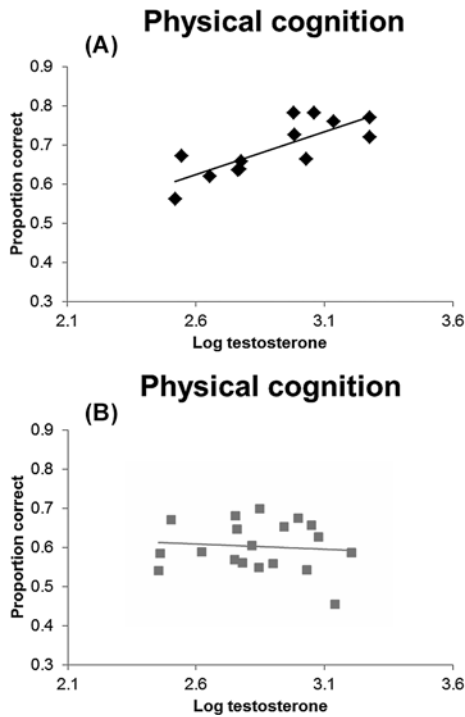 Physical cognition
(A)
0.9
0.8
0.7
0.6
0.5
0.4
0.3
Proportion correct
2.1 2.6 3.1 3.6
Log testosterone
Physical cognition
(B)
0.9
0.8
0.7
0.6
0.5
0.4
0.3
Proportion correct
2.1 2.6 3.1 3.6
Log testosterone